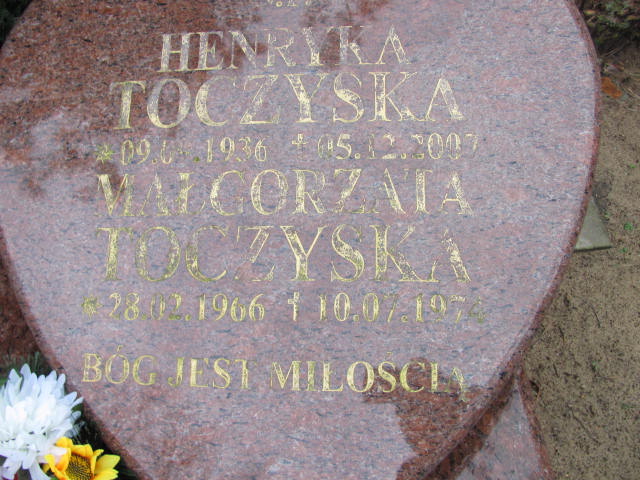 HENRYKA
TOCZYSKA
* † 05.12.2007
MAŁGORZATA
TOCZYSKA
*28.02.1966 † 10.07.1974
BÓG JEST MIŁOŚCIĄ